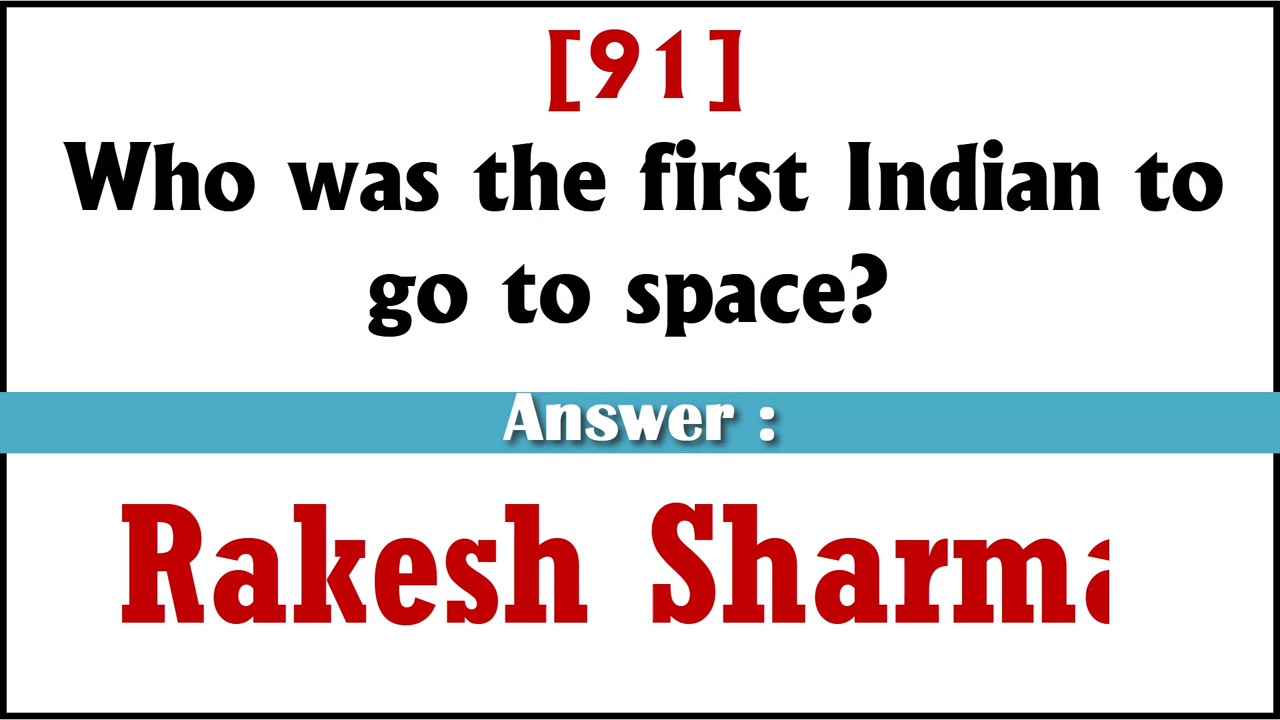 [91]
Who was the first Indian to
go to space?
Answer :
Rakesh Sharma